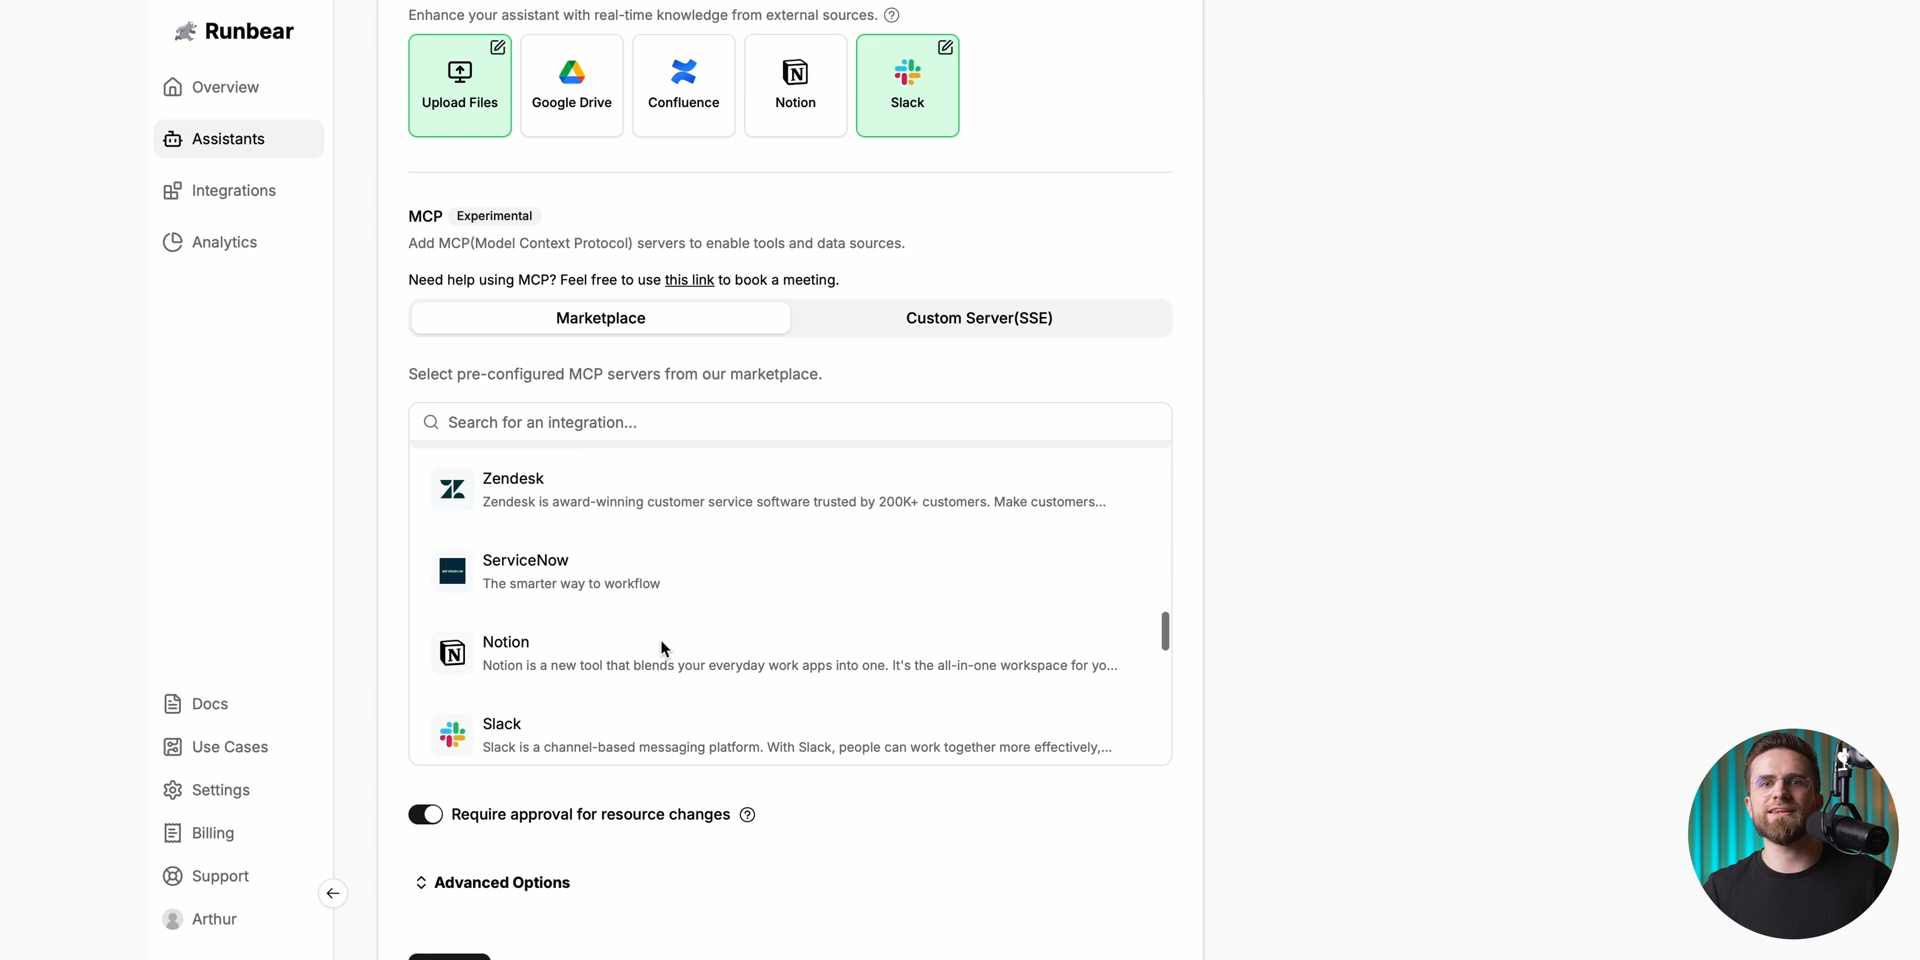 Runbear
Overview
Assistants
Integrations
Analytics
Docs
Use Cases
Settings
Billing
Support
Arthur
Enhance your assistant with real-time knowledge from external sources.
Upload Files
Google Drive
Confluence
Notion
Slack
MCP Experimental
Add MCP(Model Context Protocol) servers to enable tools and data sources.
Need help using MCP? Feel free to use this link to book a meeting.
Marketplace
Custom Server(SSE)
Select pre-configured MCP servers from our marketplace.
Search for an integration...
Zendesk
Zendesk is award-winning customer service software trusted by 200K+ customers. Make customers...
ServiceNow
The smarter way to workflow
Notion
Notion is a new tool that blends your everyday work apps into one. It's the all-in-one workspace for yo...
Slack
Slack is a channel-based messaging platform. With Slack, people can work together more effectively,...
Require approval for resource changes
Advanced Options